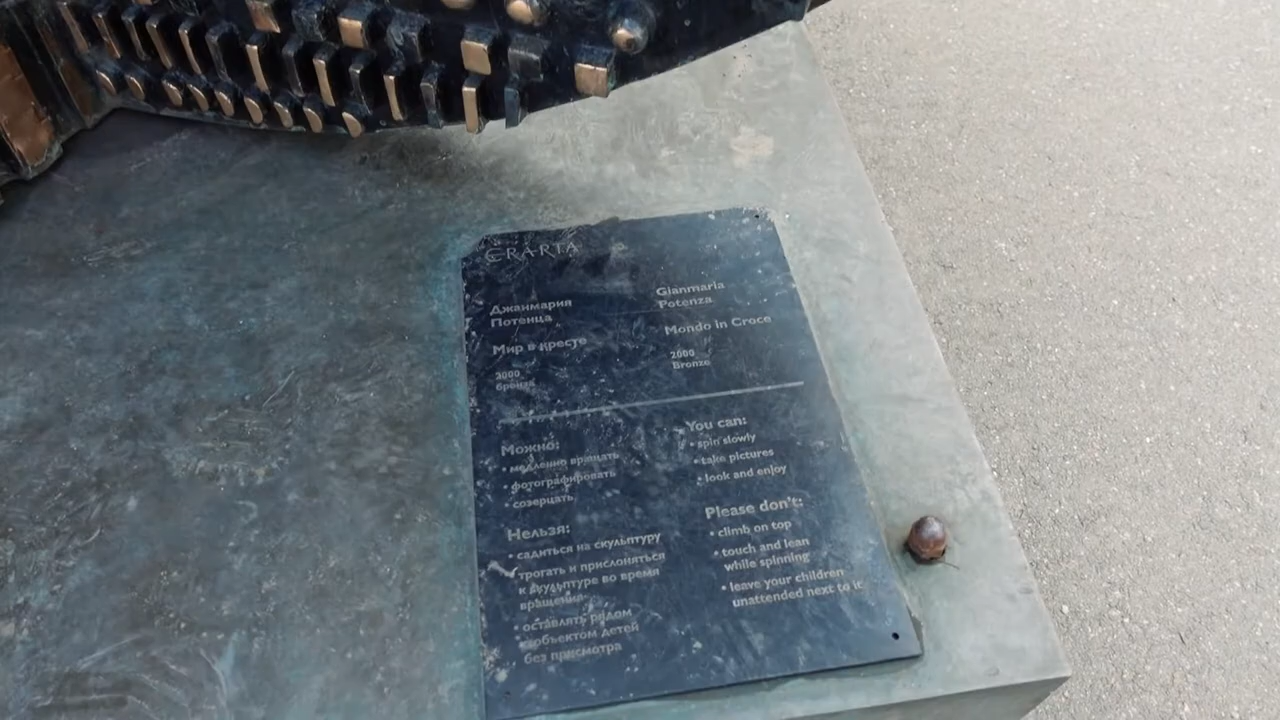 ERARTA
Джанмария
Потенца
Мир в кресте
2000
бронза
Gianmaria
Potenza
Mondo in Croce
2000
Bronze
Можно:
• медленно вращать
• фотографировать
• созерцать
Нельзя:
• садиться на скульптуру
• трогать и прислоняться
к скульптуре во время
вращения
• оставлять рядом
с объектом детей
без присмотра
You can:
• spin slowly
• take pictures
• look and enjoy
Please don't:
• climb on top
• touch and lean
while spinning
• leave your children
unattended next to it